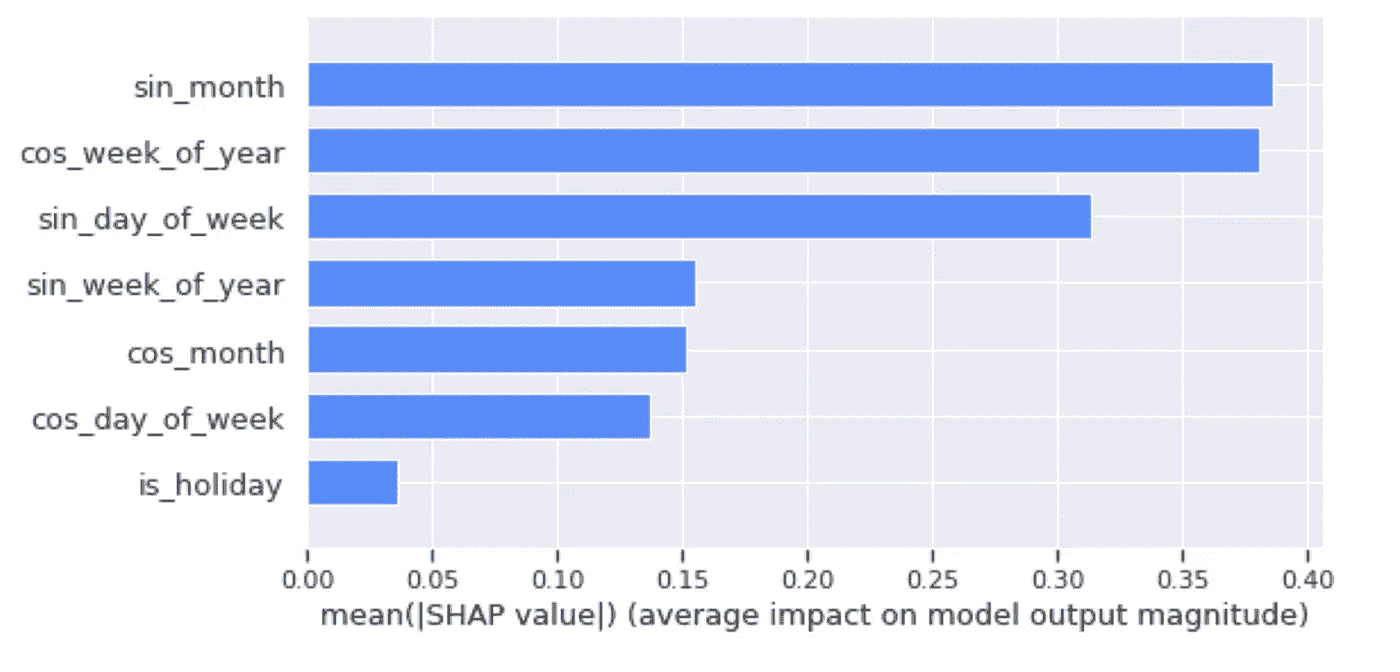 sin_month
cos_week_of_year
sin_day_of_week
sin_week_of_year
cos_month
cos_day_of_week
is_holiday
0.00 0.05 0.10 0.15 0.20 0.25 0.30 0.35 0.40
mean(|SHAP value|) (average impact on model output magnitude)